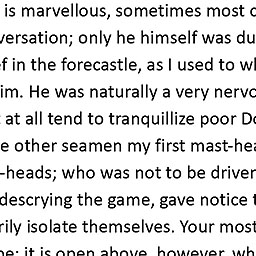 is marvellous, sometimes most
versation; only he himself was du
f in the forecastle, as I used to w
im. He was naturally a very nervo
at all tend to tranquillize poor Do
e other seamen my first mast-hea
-heads; who was not to be driven
descrying the game, gave notice t
rily isolate themselves. Your most
be; it is open above, however, wh